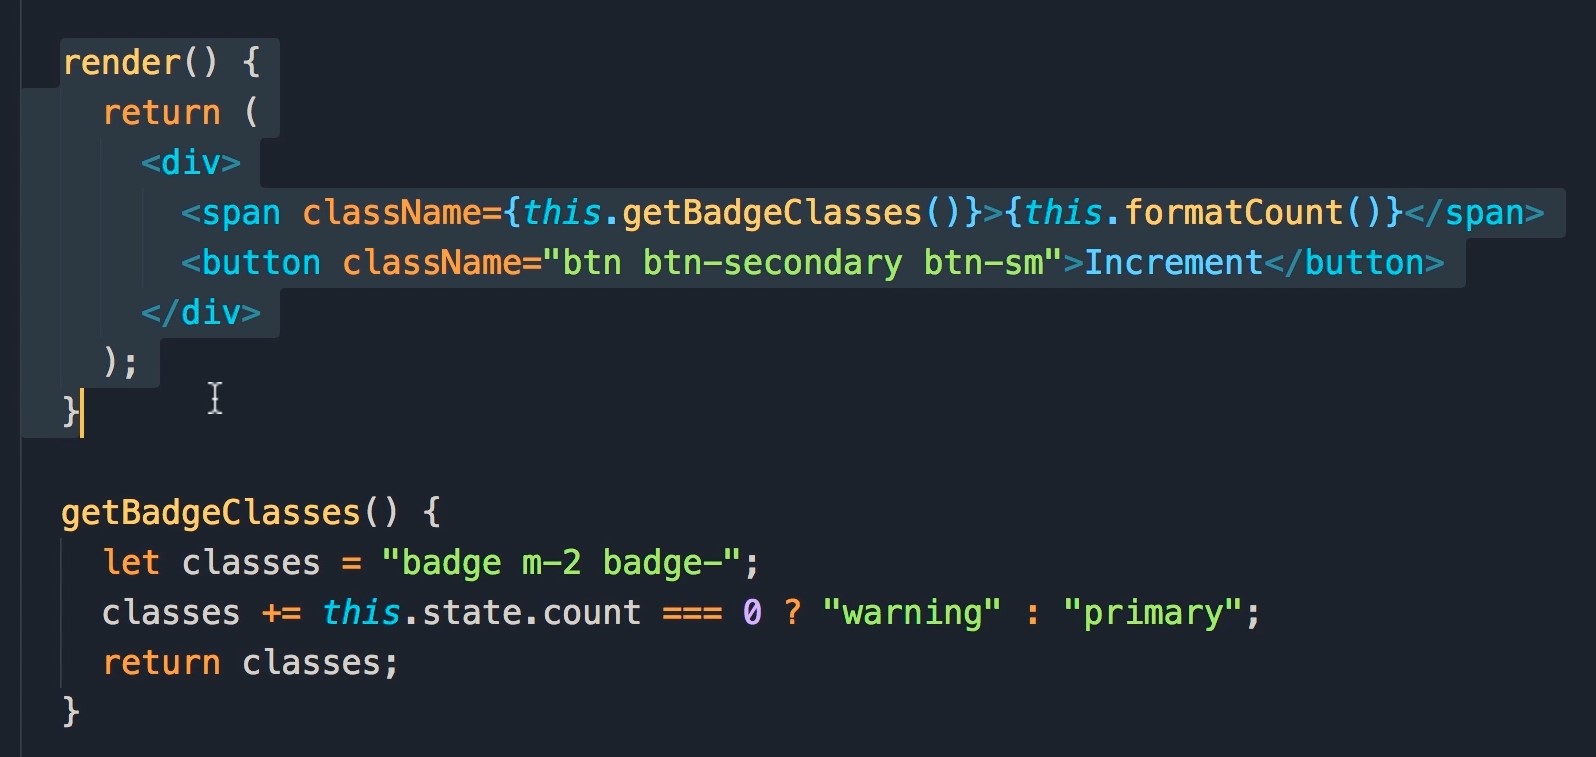 render() {
return (
<div>
<span className={this.getBadgeClasses()}>{this.formatCount()}</span>
<button className="btn btn-secondary btn-sm">Increment</button>
</div>
);
}
getBadgeClasses() {
let classes = "badge m-2 badge-";
classes += this.state.count === 0 ? "warning" : "primary";
return classes;
}